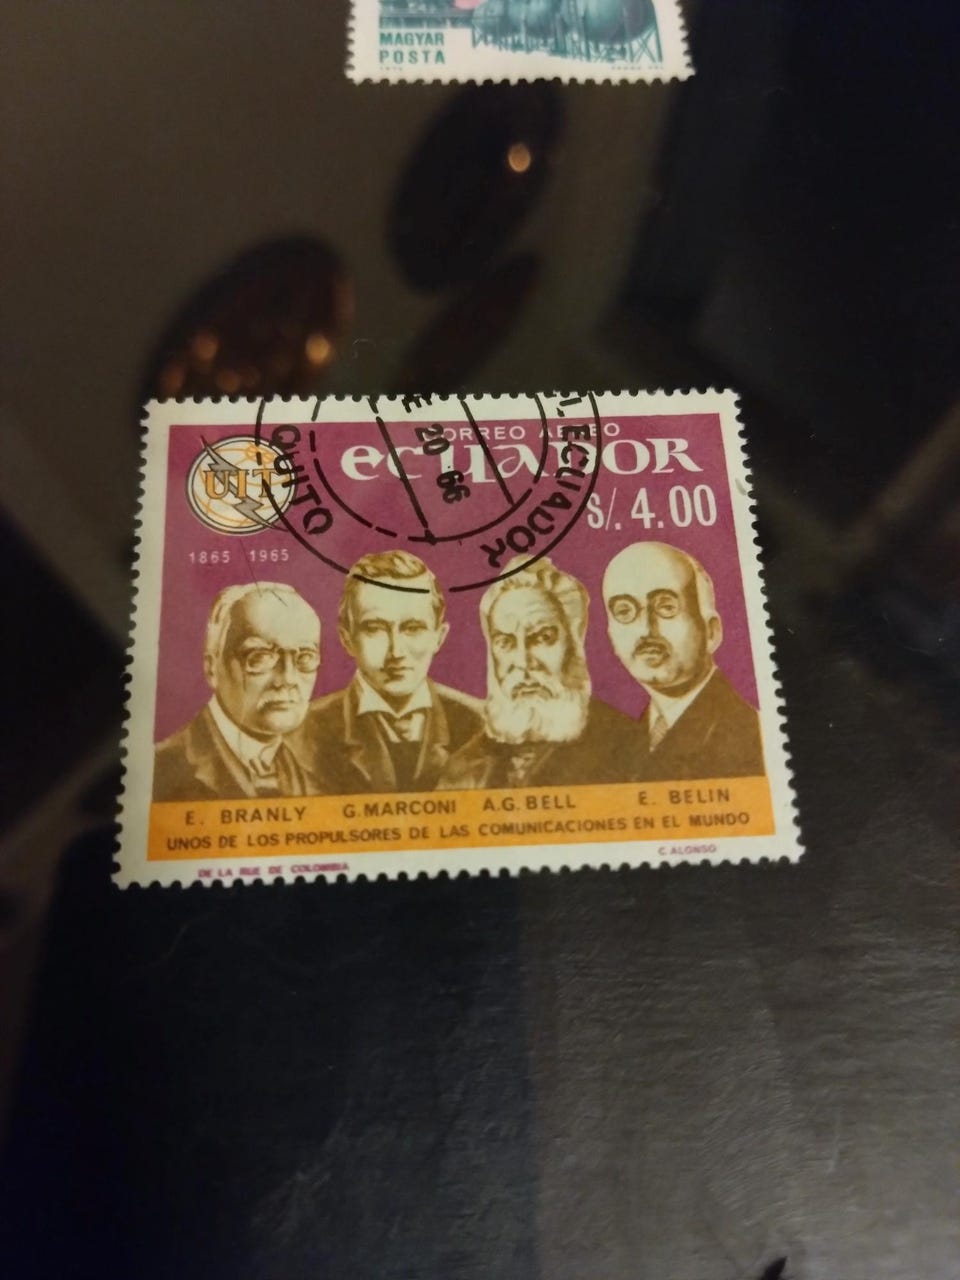 MAGYAR
POSTA
CORREO AEREO
ECUADOR
S/. 4.00
UIT
1865 1965
QUITO
E 20 66
ECUADOR
E. BRANLY G. MARCONI A.G. BELL E. BELIN
UNOS DE LOS PROPULSORES DE LAS COMUNICACIONES EN EL MUNDO
DE LA RUE DE COLOMBIA
C. ALONSO